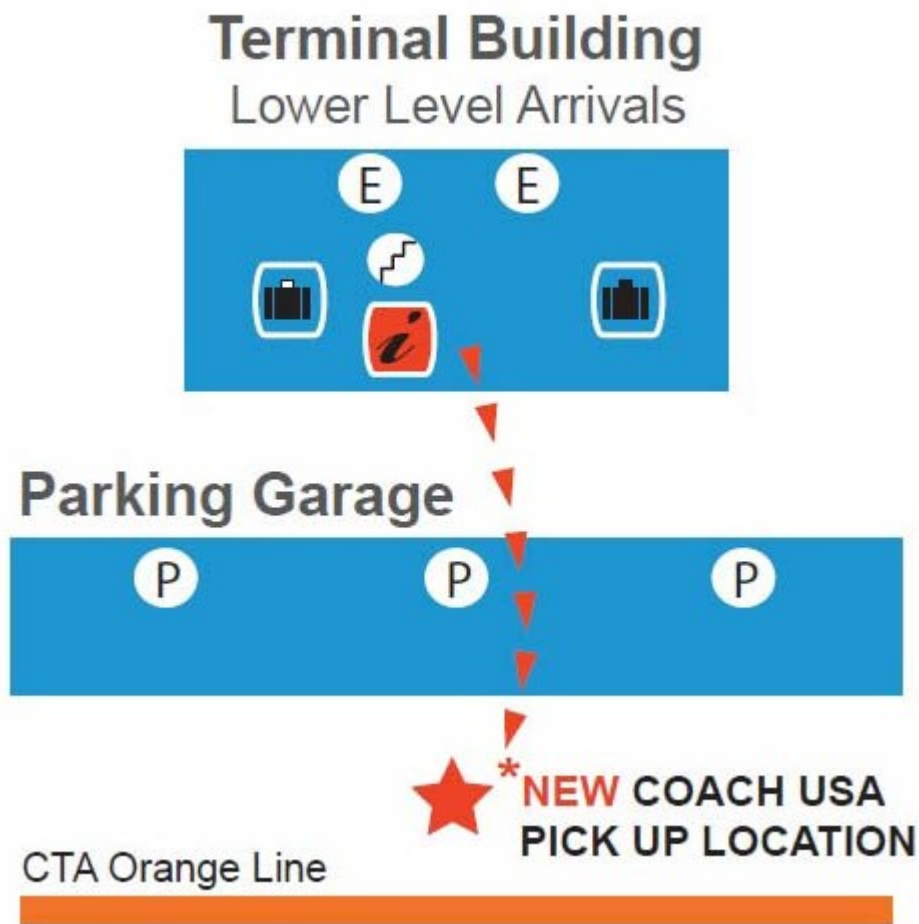 Terminal Building
Lower Level Arrivals
E E
i
Parking Garage
P P P
*NEW COACH USA
PICK UP LOCATION
CTA Orange Line